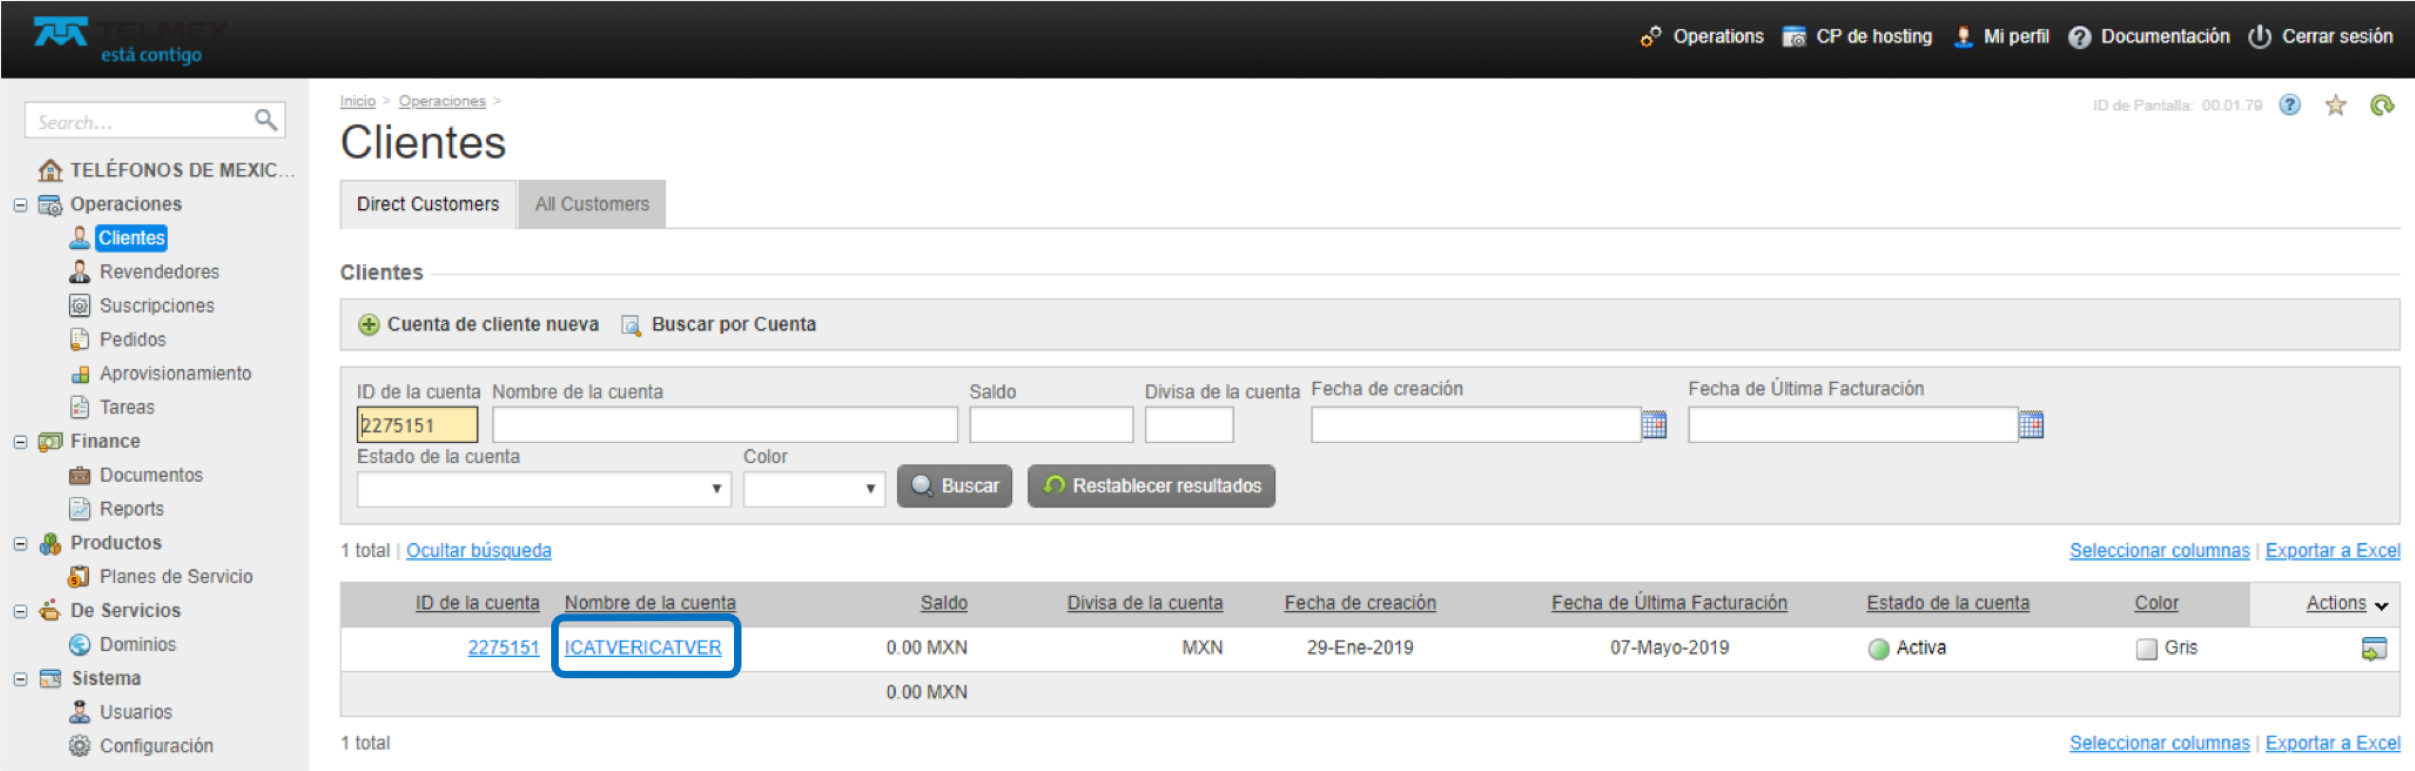 TELMEX
está contigo
Operations CP de hosting Mi perfil Documentación Cerrar sesión
Search...
TELÉFONOS DE MEXIC...
Operaciones
Clientes
Revendedores
Suscripciones
Pedidos
Aprovisionamiento
Tareas
Finance
Documentos
Reports
Productos
Planes de Servicio
De Servicios
Dominios
Sistema
Usuarios
Configuración
Inicio > Operaciones >
ID de Pantalla: 00.01.79
Clientes
Direct Customers All Customers
Clientes
Cuenta de cliente nueva Buscar por Cuenta
ID de la cuenta Nombre de la cuenta Saldo Divisa de la cuenta Fecha de creación Fecha de Última Facturación
2275151
Estado de la cuenta Color
Buscar Restablecer resultados
1 total | Ocultar búsqueda
Seleccionar columnas | Exportar a Excel
ID de la cuenta Nombre de la cuenta Saldo Divisa de la cuenta Fecha de creación Fecha de Última Facturación Estado de la cuenta Color Actions
2275151 ICATVERICATVER 0.00 MXN MXN 29-Ene-2019 07-Mayo-2019 Activa Gris
0.00 MXN
1 total
Seleccionar columnas | Exportar a Excel